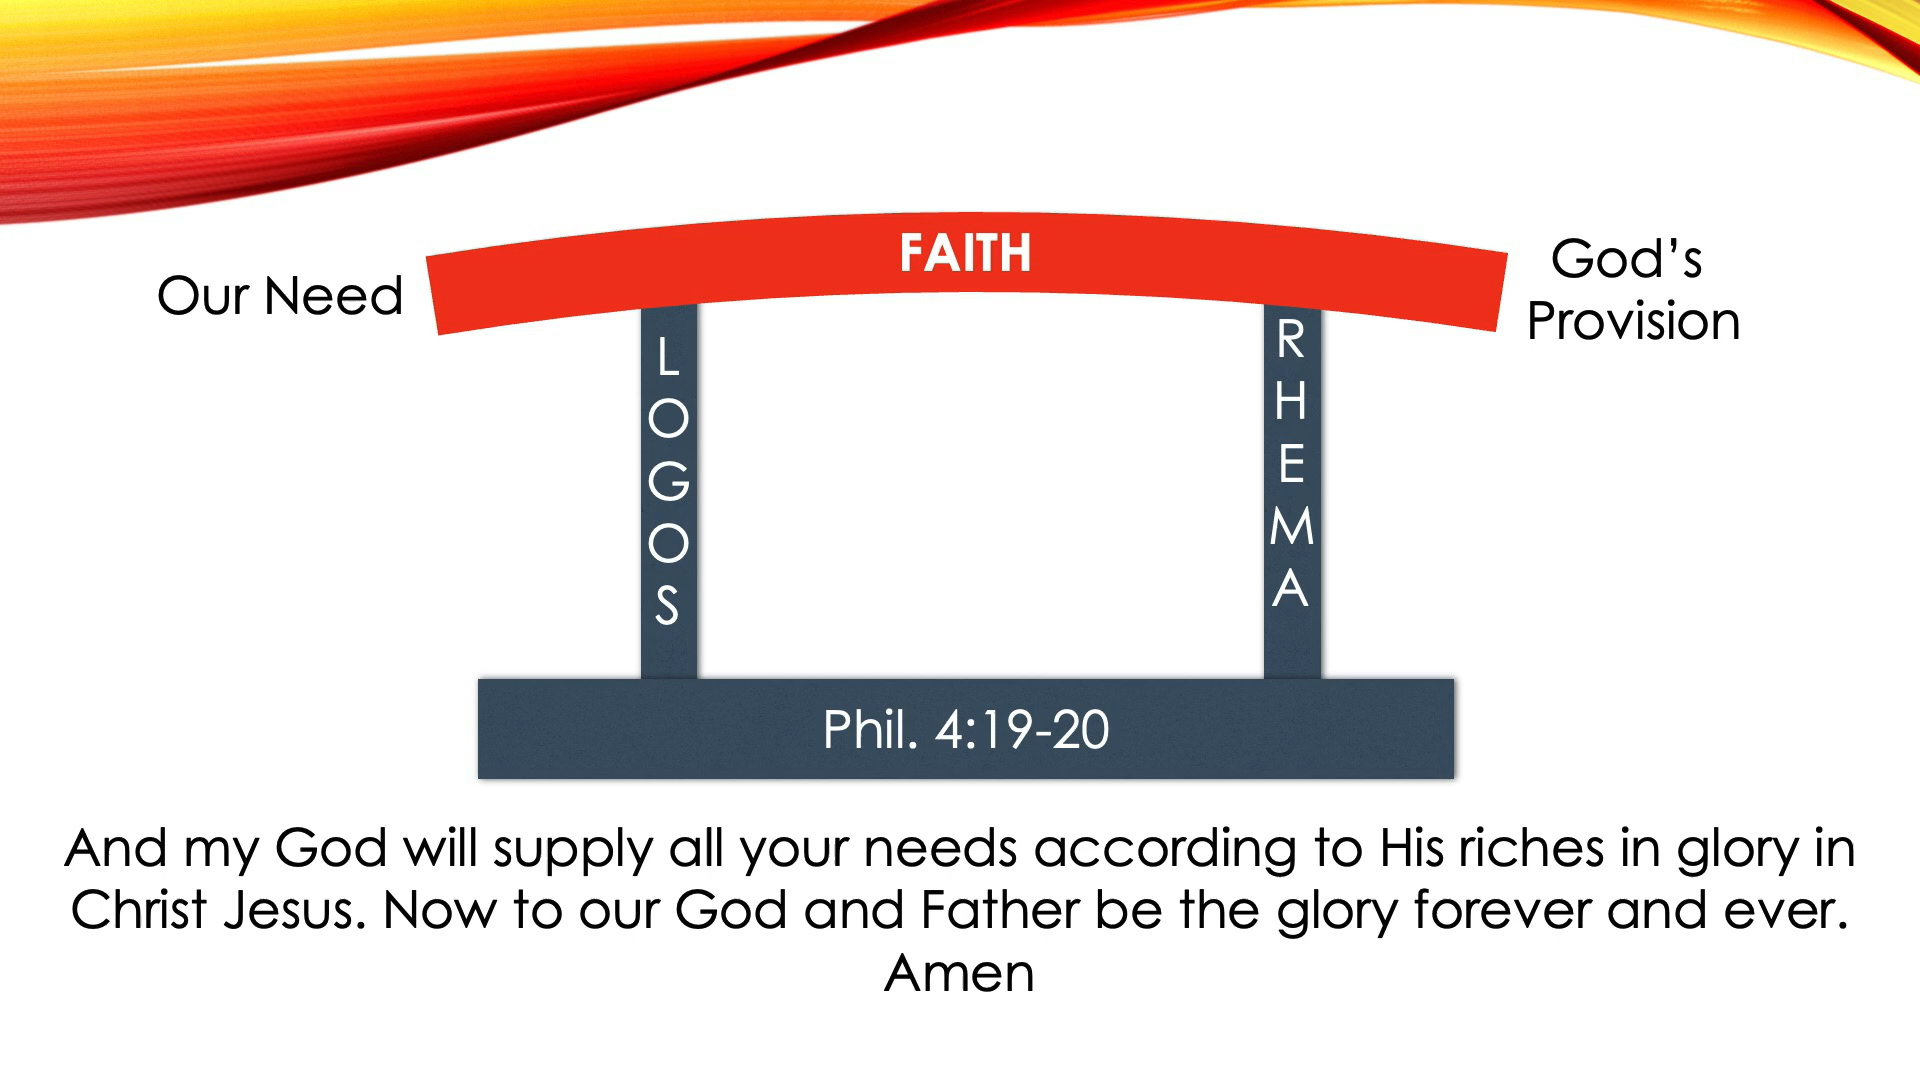 FAITH
Our Need
God’s
Provision
LOGOS
RHEMA
Phil. 4:19-20
And my God will supply all your needs according to His riches in glory in
Christ Jesus. Now to our God and Father be the glory forever and ever.
Amen